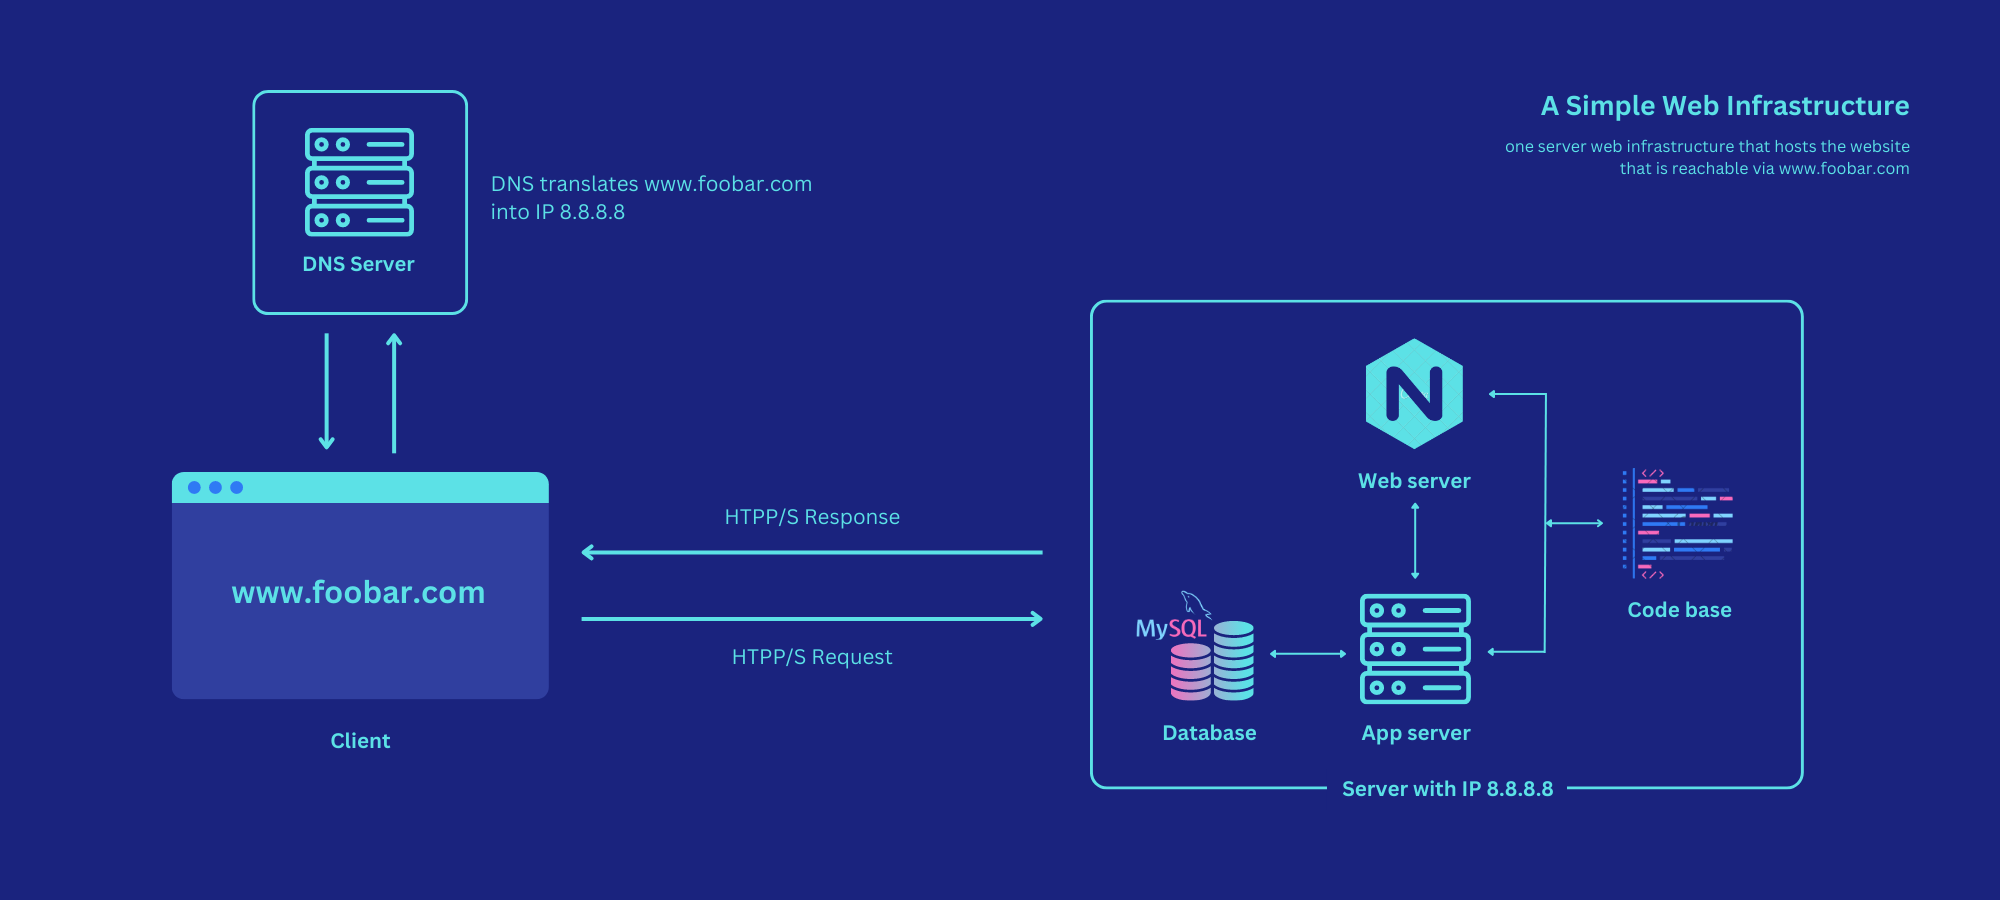 A Simple Web Infrastructure
one server web infrastructure that hosts the website
that is reachable via www.foobar.com
DNS Server
DNS translates www.foobar.com
into IP 8.8.8.8
www.foobar.com
Client
HTPP/S Response
HTPP/S Request
N
Web server
</>
</>
Code base
MySQL
Database
App server
Server with IP 8.8.8.8